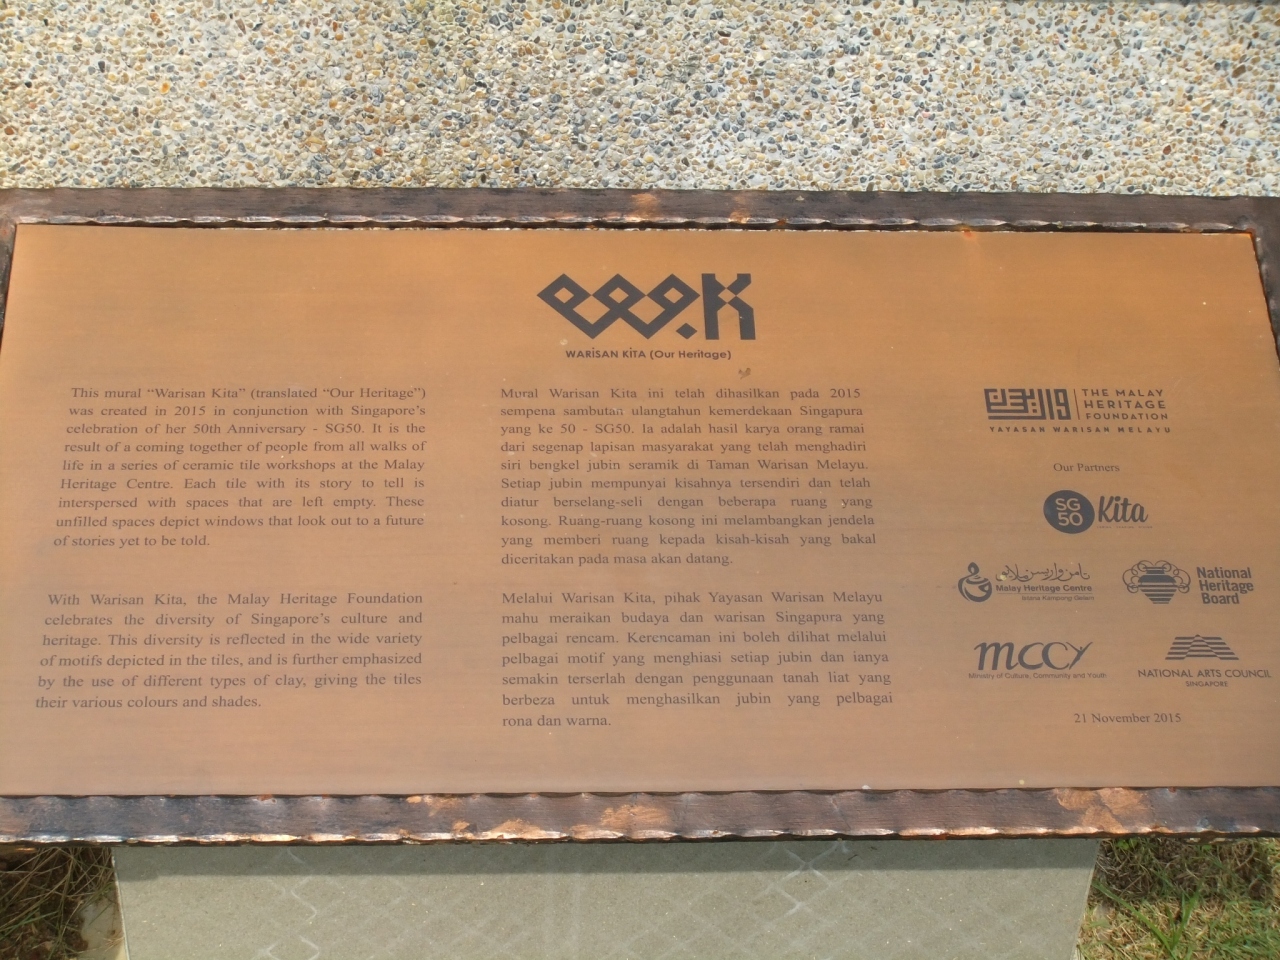 WARISAN KITA (Our Heritage)
This mural “Warisan Kita” (translated “Our Heritage”)
was created in 2015 in conjunction with Singapore’s
celebration of her 50th Anniversary - SG50. It is the
result of a coming together of people from all walks of
life in a series of ceramic tile workshops at the Malay
Heritage Centre. Each tile with its story to tell is
interspersed with spaces that are left empty. These
unfilled spaces depict windows that look out to a future
of stories yet to be told.
With Warisan Kita, the Malay Heritage Foundation
celebrates the diversity of Singapore’s culture and
heritage. This diversity is reflected in the wide variety
of motifs depicted in the tiles, and is further emphasized
by the use of different types of clay, giving the tiles
their various colours and shades.
Mural Warisan Kita ini telah dihasilkan pada 2015
sempena sambutan ulangtahun kemerdekaan Singapura
yang ke 50 - SG50. Ia adalah hasil karya orang ramai
dari segenap lapisan masyarakat yang telah menghadiri
siri bengkel jubin seramik di Taman Warisan Melayu.
Setiap jubin mempunyai kisahnya tersendiri dan telah
diatur berselang-seli dengan beberapa ruang yang
kosong. Ruang-ruang kosong ini melambangkan jendela
yang memberi ruang kepada kisah-kisah yang bakal
diceritakan pada masa akan datang.
Melalui Warisan Kita, pihak Yayasan Warisan Melayu
mahu meraikan budaya dan warisan Singapura yang
pelbagai rencam. Kerencaman ini boleh dilihat melalui
pelbagai motif yang menghiasi setiap jubin dan ianya
semakin terserlah dengan penggunaan tanah liat yang
berbeza untuk menghasilkan jubin yang pelbagai
rona dan warna.
THE MALAY
HERITAGE
FOUNDATION
YAYASAN WARISAN MELAYU
Our Partners
SG
50
Kita
تامن واريسن ملايو
Malay Heritage Centre
Istana Kampong Gelam
National
Heritage
Board
mccy
Ministry of Culture, Community and Youth
NATIONAL ARTS COUNCIL
SINGAPORE
21 November 2015